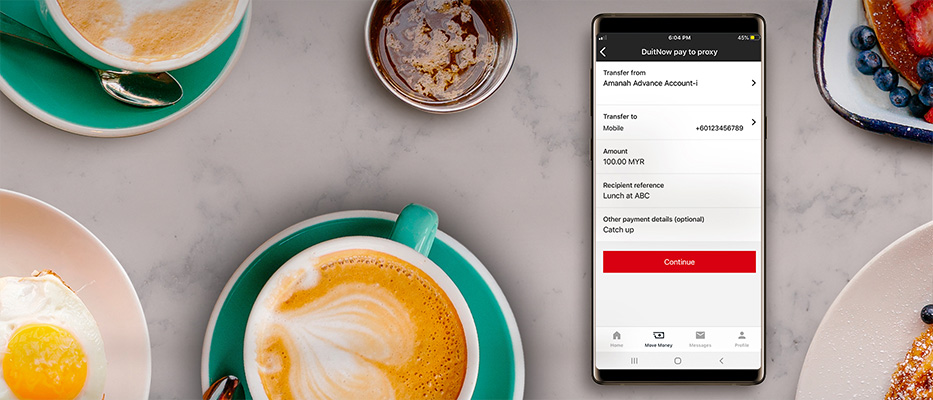 6:04 PM 45%
DuitNow pay to proxy
Transfer from
Amanah Advance Account-i
Transfer to
Mobile +60123456789
Amount
100.00 MYR
Recipient reference
Lunch at ABC
Other payment details (optional)
Catch up
Continue
Home Move Money Messages Profile